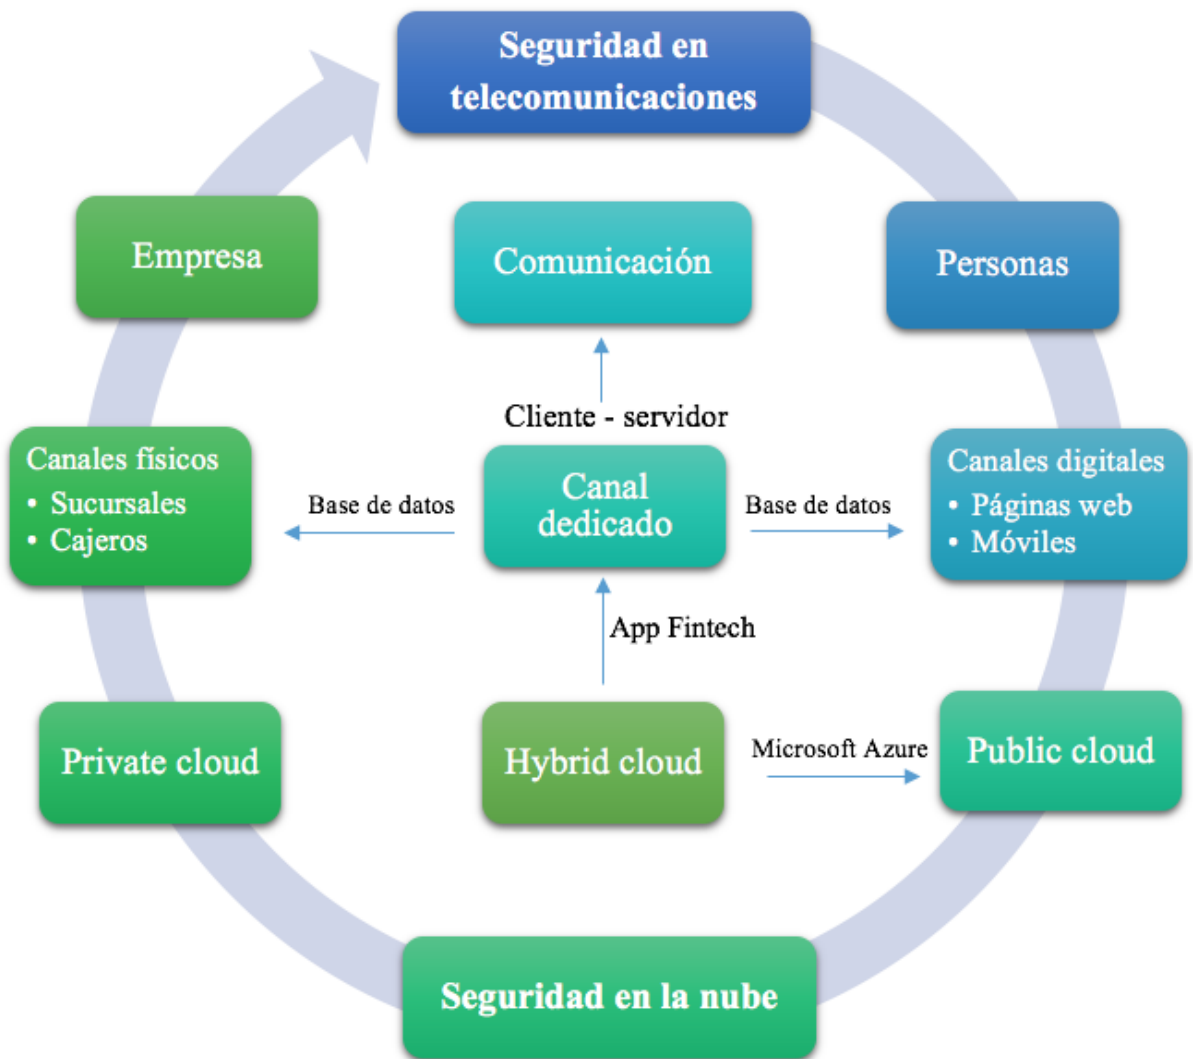 Seguridad en
telecomunicaciones
Empresa
Comunicación
Personas
Cliente - servidor
Canales físicos
• Sucursales
• Cajeros
Base de datos
Canal
dedicado
Base de datos
Canales digitales
• Páginas web
• Móviles
App Fintech
Private cloud
Hybrid cloud
Microsoft Azure
Public cloud
Seguridad en la nube